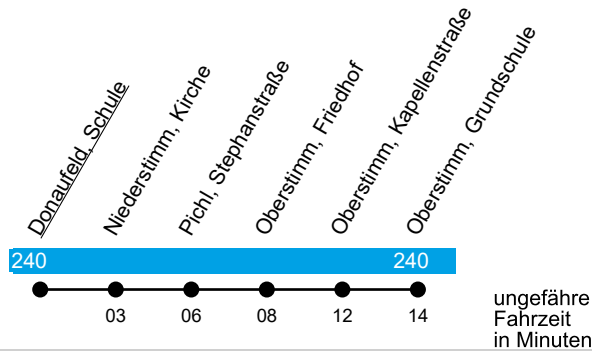 Donaufeld, Schule
Niederstimm, Kirche
Pichl, Stephanstraße
Oberstimm, Friedhof
Oberstimm, Kapellenstraße
Oberstimm, Grundschule
240 240
03 06 08 12 14
ungefähre
Fahrzeit
in Minuten